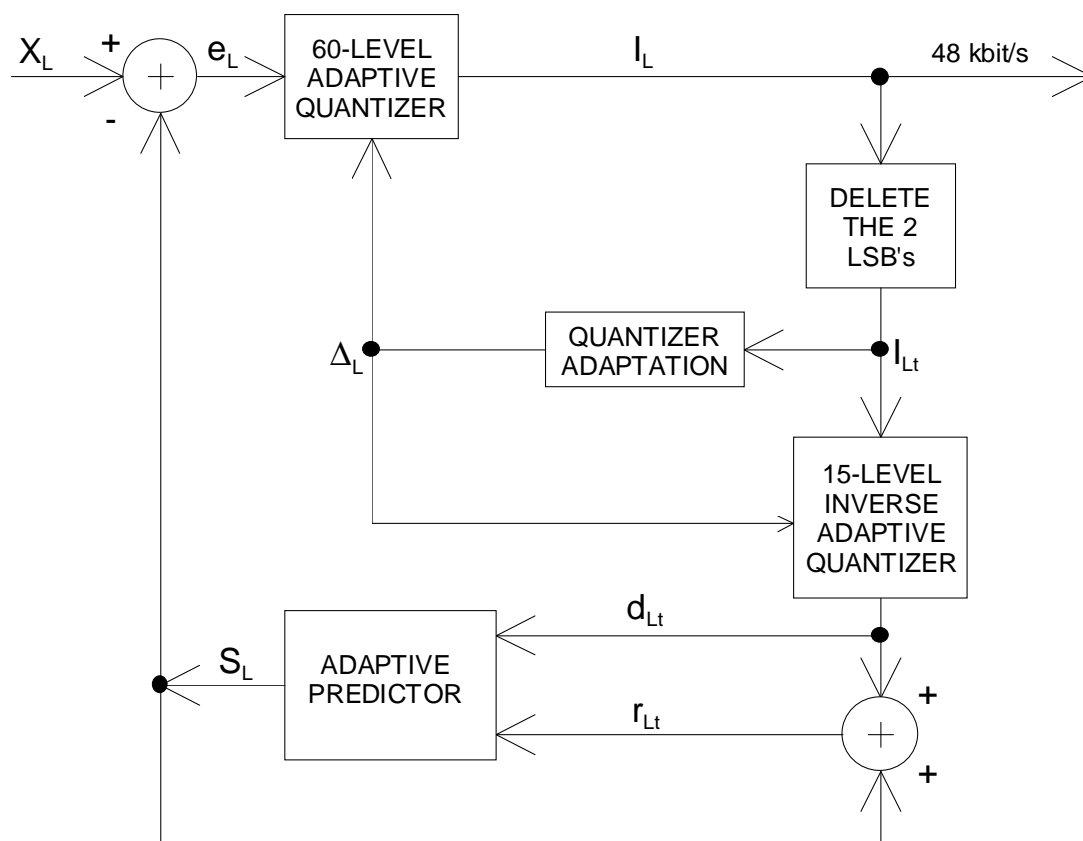 X_L
+
-
+
e_L
60-LEVEL
ADAPTIVE
QUANTIZER
I_L
48 kbit/s
DELETE
THE 2
LSB's
Δ_L
QUANTIZER
ADAPTATION
I_Lt
15-LEVEL
INVERSE
ADAPTIVE
QUANTIZER
d_Lt
S_L
ADAPTIVE
PREDICTOR
r_Lt
+
+
+